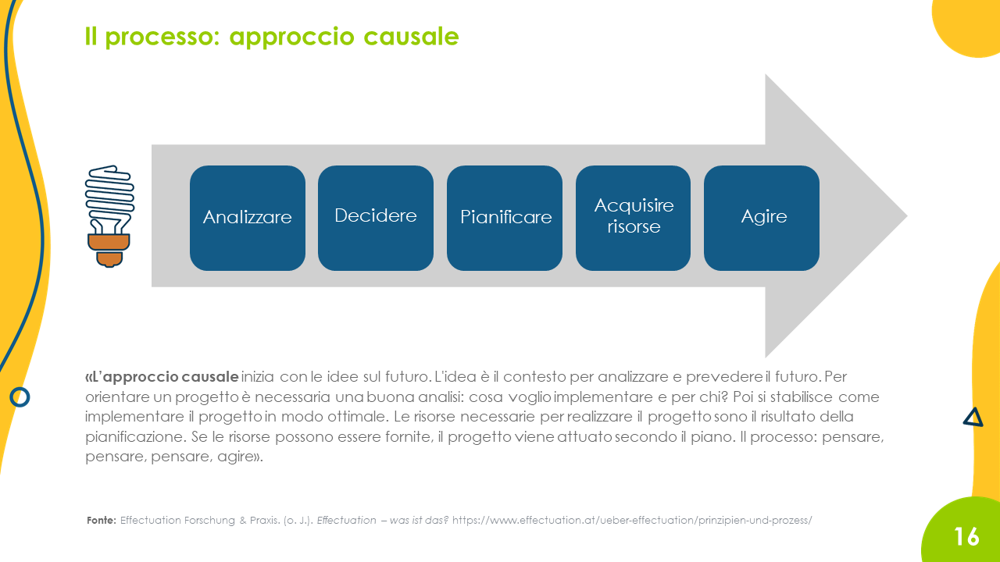 Il processo: approccio causale
Analizzare
Decidere
Pianificare
Acquisire
risorse
Agire
«L'approccio causale inizia con le idee sul futuro. L'idea è il contesto per analizzare e prevedere il futuro. Per
orientare un progetto è necessaria una buona analisi: cosa voglio implementare e per chi? Poi si stabilisce come
implementare il progetto in modo ottimale. Le risorse necessarie per realizzare il progetto sono il risultato della
pianificazione. Se le risorse possono essere fornite, il progetto viene attuato secondo il piano. Il processo: pensare,
pensare, pensare, agire».
Fonte: Effectuation Forschung & Praxis. (o. J.). Effectuation – was ist das? https://www.effectuation.at/ueber-effectuation/prinzipien-und-prozess/
16